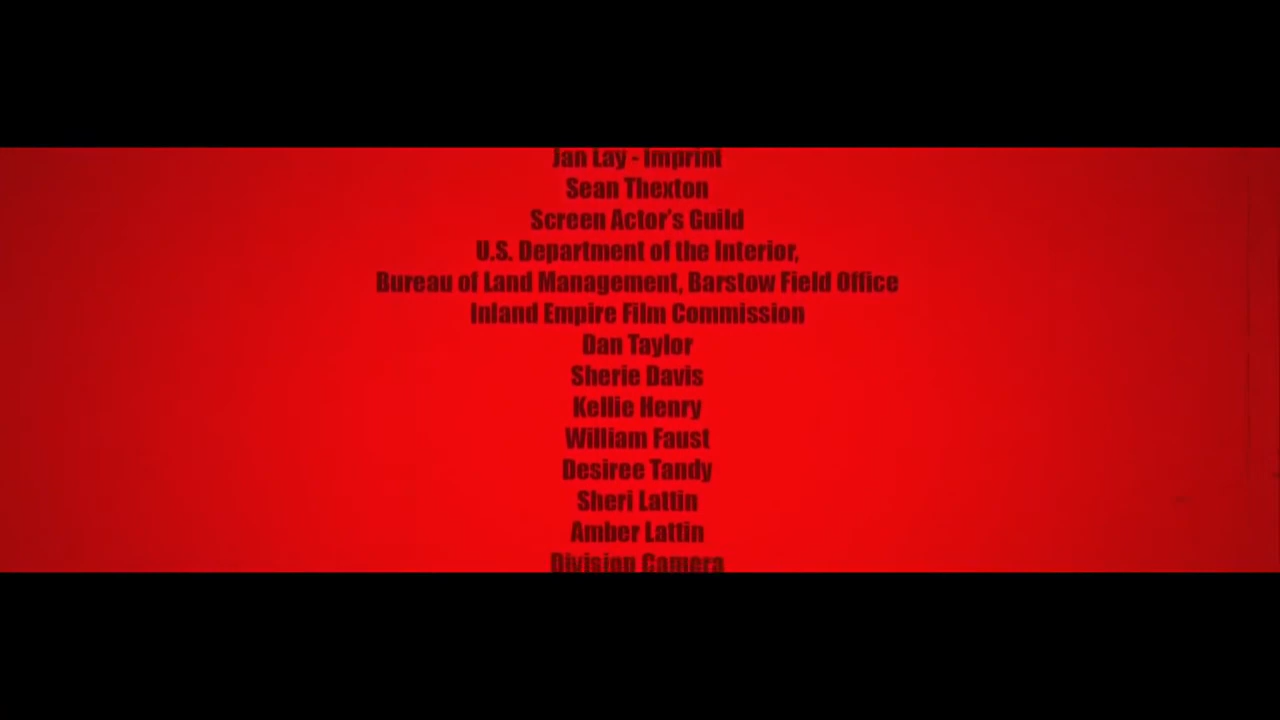 Jan Lay - Imprint
Sean Thexton
Screen Actor's Guild
U.S. Department of the Interior,
Bureau of Land Management, Barstow Field Office
Inland Empire Film Commission
Dan Taylor
Sherie Davis
Kellie Henry
William Faust
Desiree Tandy
Sheri Lattin
Amber Lattin
Division Camera